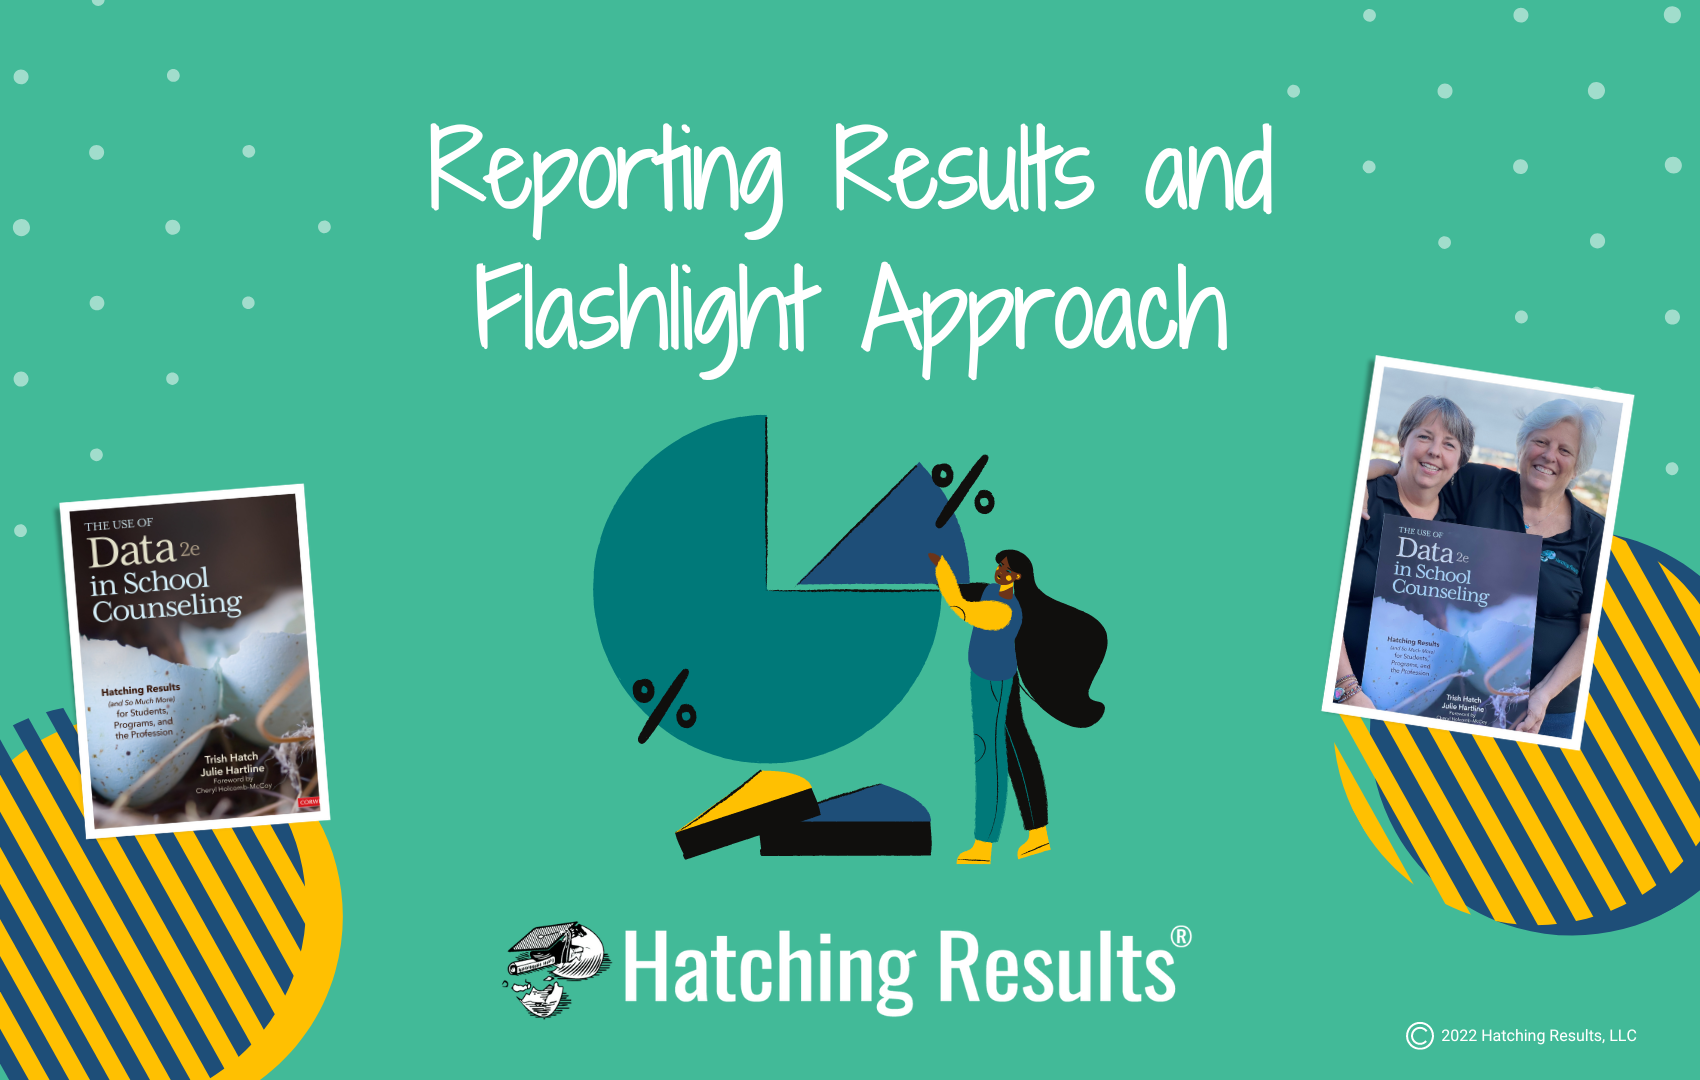 Reporting Results and
Flashlight Approach
THE USE OF
Data 2e
in School
Counseling
Hatching Results
(and So Much More)
for Students,
Programs, and
the Profession
Trish Hatch
Julie Hartline
Foreword by
Cheryl Holcomb-McCoy
CORW
%
%
THE USE OF
Data 2e
in School
Counseling
Hatching Results
(and So Much More)
for Students,
Programs, and
the Profession
Trish Hatch
Julie Hartline
Foreword by
Cheryl Holcomb-McCoy
Hatching Results®
© 2022 Hatching Results, LLC